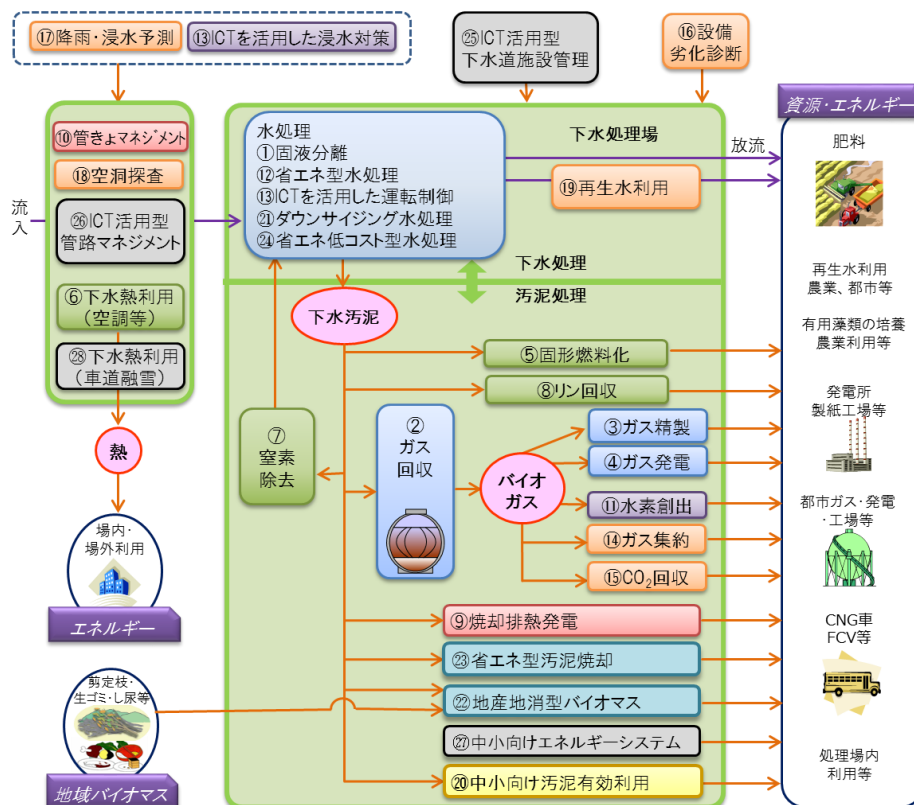 ⑰降雨・浸水予測
⑬ICTを活用した浸水対策
㉕ICT活用型
下水道施設管理
⑯設備
劣化診断
資源・エネルギー
流
入
⑩管きょマネジメント
⑱空洞探査
㉖ICT活用型
管路マネジメント
⑥下水熱利用
(空調等)
㉘下水熱利用
(車道融雪)
熱
場内・
場外利用
エネルギー
剪定枝・
生ゴミ・し尿等
地域バイオマス
水処理
①固液分離
⑫省エネ型水処理
⑬ICTを活用した運転制御
㉑ダウンサイジング水処理
㉔省エネ低コスト型水処理
下水処理場
放流
⑲再生水利用
下水処理
汚泥処理
下水汚泥
⑤固形燃料化
⑧リン回収
⑦
窒素
除去
②
ガス
回収
バイオ
ガス
③ガス精製
④ガス発電
⑪水素創出
⑭ガス集約
⑮CO₂回収
⑨焼却排熱発電
㉓省エネ型汚泥焼却
㉒地産地消型バイオマス
㉗中小向けエネルギーシステム
⑳中小向け汚泥有効利用
肥料
再生水利用
農業、都市等
有用藻類の培養
農業利用等
発電所
製紙工場等
都市ガス・発電
・工場等
CNG車
FCV等
処理場内
利用等